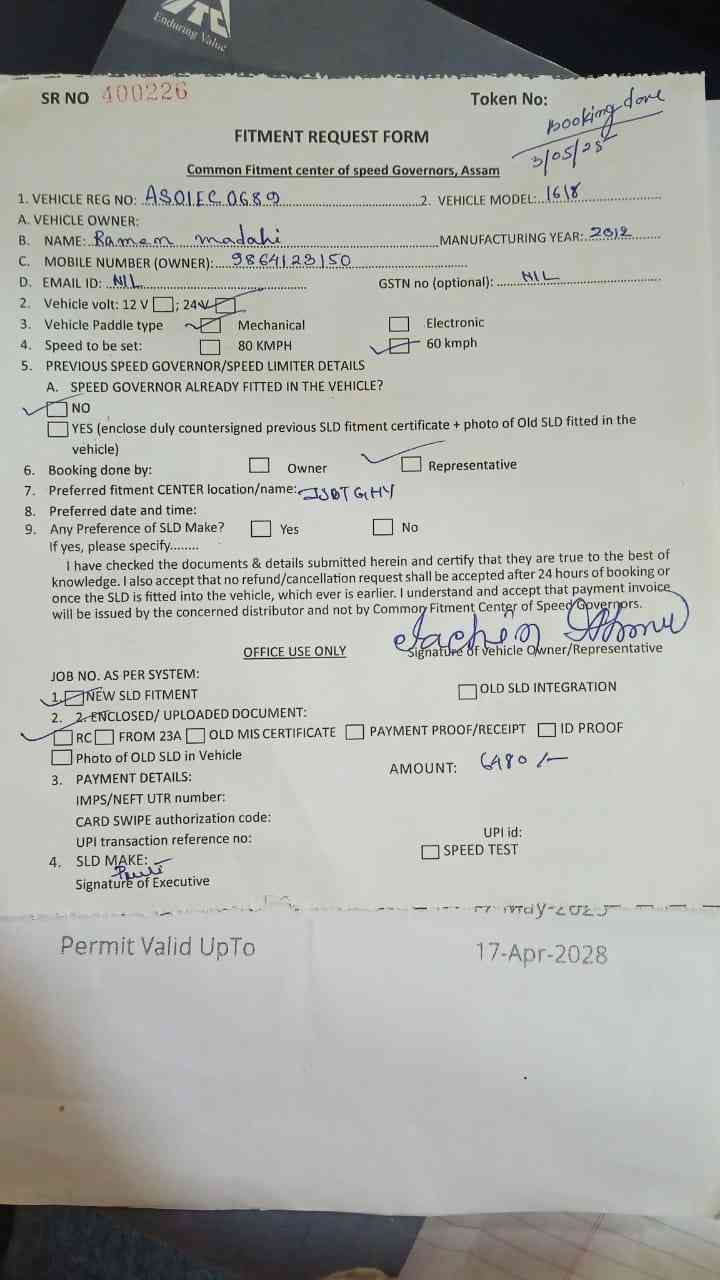 ITC
Enduring Value
SR NO 400226 Token No:
Booking done
3/05/25
FITMENT REQUEST FORM
Common Fitment center of speed Governors, Assam
1. VEHICLE REG NO: AS01EC0689 2. VEHICLE MODEL: 1618
A. VEHICLE OWNER:
B. NAME: Ramen madahi MANUFACTURING YEAR: 2012
C. MOBILE NUMBER (OWNER): 9864123150
D. EMAIL ID: NIL GSTN no (optional): NIL
2. Vehicle volt: 12 V ; 24V
3. Vehicle Paddle type Mechanical Electronic
4. Speed to be set: 80 KMPH 60 kmph
5. PREVIOUS SPEED GOVERNOR/SPEED LIMITER DETAILS
A. SPEED GOVERNOR ALREADY FITTED IN THE VEHICLE?
NO
YES (enclose duly countersigned previous SLD fitment certificate + photo of Old SLD fitted in the
vehicle)
6. Booking done by: Owner Representative
7. Preferred fitment CENTER location/name: ISBT GHY
8. Preferred date and time:
9. Any Preference of SLD Make? Yes No
If yes, please specify........
I have checked the documents & details submitted herein and certify that they are true to the best of
knowledge. I also accept that no refund/cancellation request shall be accepted after 24 hours of booking or
once the SLD is fitted into the vehicle, which ever is earlier. I understand and accept that payment invoice
will be issued by the concerned distributor and not by Common Fitment Center of Speed Governors.
OFFICE USE ONLY Signature of Vehicle Owner/Representative
JOB NO. AS PER SYSTEM:
1. NEW SLD FITMENT OLD SLD INTEGRATION
2. 2. ENCLOSED/ UPLOADED DOCUMENT:
RC FROM 23A OLD MIS CERTIFICATE PAYMENT PROOF/RECEIPT ID PROOF
Photo of OLD SLD in Vehicle
AMOUNT: 6480/-
3. PAYMENT DETAILS:
IMPS/NEFT UTR number:
CARD SWIPE authorization code:
UPI transaction reference no: UPI id:
4. SLD MAKE: SPEED TEST
Signature of Executive
Permit Valid UpTo 17-Apr-2028